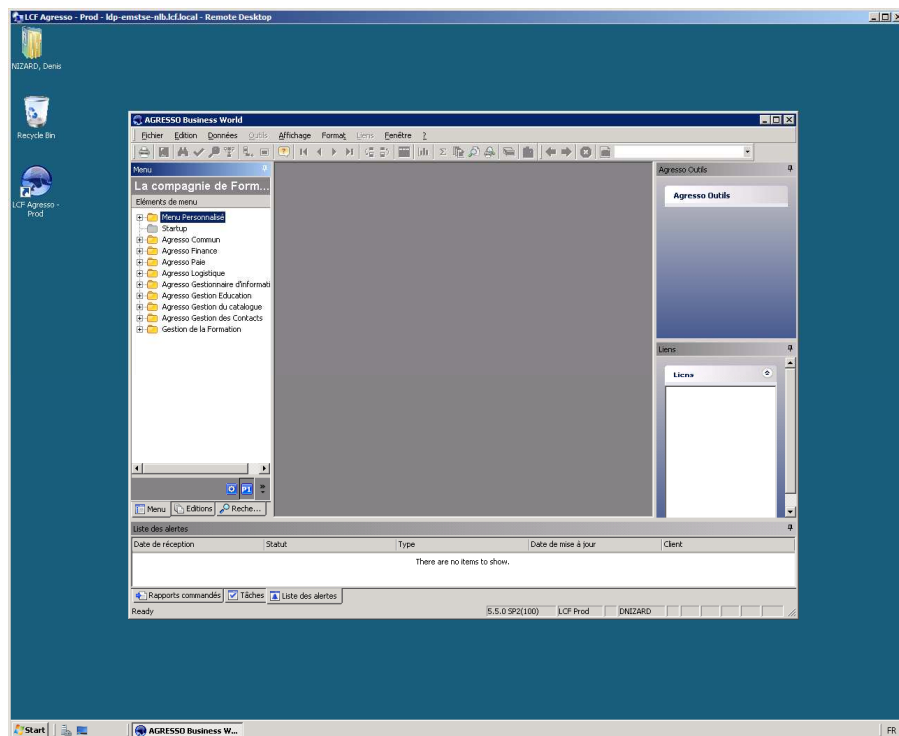 LCF Agresso - Prod - ldp-emstse-nlb.lcf.local - Remote Desktop
NIZARD, Denis
Recycle Bin
LCF Agresso - Prod
AGRESSO Business World
Fichier Edition Données Outils Affichage Format Liens Fenêtre ?
Menu
La compagnie de Form...
Eléments de menu
Menu Personnalisé
Startup
Agresso Commun
Agresso Finance
Agresso Paie
Agresso Logistique
Agresso Gestionnaire d'informati
Agresso Gestion Education
Agresso Gestion du catalogue
Agresso Gestion des Contacts
Gestion de la Formation
P1
Menu Editions Reche...
Agresso Outils
Agresso Outils
Liens
Liens
Liste des alertes
Date de réception Statut Type Date de mise à jour Client
There are no items to show.
Rapports commandés Tâches Liste des alertes
Ready 5.5.0 SP2(100) LCF Prod DNIZARD
Start AGRESSO Business W... FR